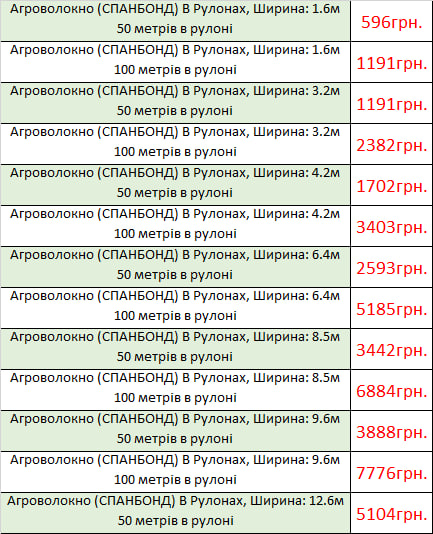 Агроволокно (СПАНБОНД) В Рулонах, Ширина: 1.6м
50 метрів в рулоні
596грн.
Агроволокно (СПАНБОНД) В Рулонах, Ширина: 1.6м
100 метрів в рулоні
1191грн.
Агроволокно (СПАНБОНД) В Рулонах, Ширина: 3.2м
50 метрів в рулоні
1191грн.
Агроволокно (СПАНБОНД) В Рулонах, Ширина: 3.2м
100 метрів в рулоні
2382грн.
Агроволокно (СПАНБОНД) В Рулонах, Ширина: 4.2м
50 метрів в рулоні
1702грн.
Агроволокно (СПАНБОНД) В Рулонах, Ширина: 4.2м
100 метрів в рулоні
3403грн.
Агроволокно (СПАНБОНД) В Рулонах, Ширина: 6.4м
50 метрів в рулоні
2593грн.
Агроволокно (СПАНБОНД) В Рулонах, Ширина: 6.4м
100 метрів в рулоні
5185грн.
Агроволокно (СПАНБОНД) В Рулонах, Ширина: 8.5м
50 метрів в рулоні
3442грн.
Агроволокно (СПАНБОНД) В Рулонах, Ширина: 8.5м
100 метрів в рулоні
6884грн.
Агроволокно (СПАНБОНД) В Рулонах, Ширина: 9.6м
50 метрів в рулоні
3888грн.
Агроволокно (СПАНБОНД) В Рулонах, Ширина: 9.6м
100 метрів в рулоні
7776грн.
Агроволокно (СПАНБОНД) В Рулонах, Ширина: 12.6м
50 метрів в рулоні
5104грн.